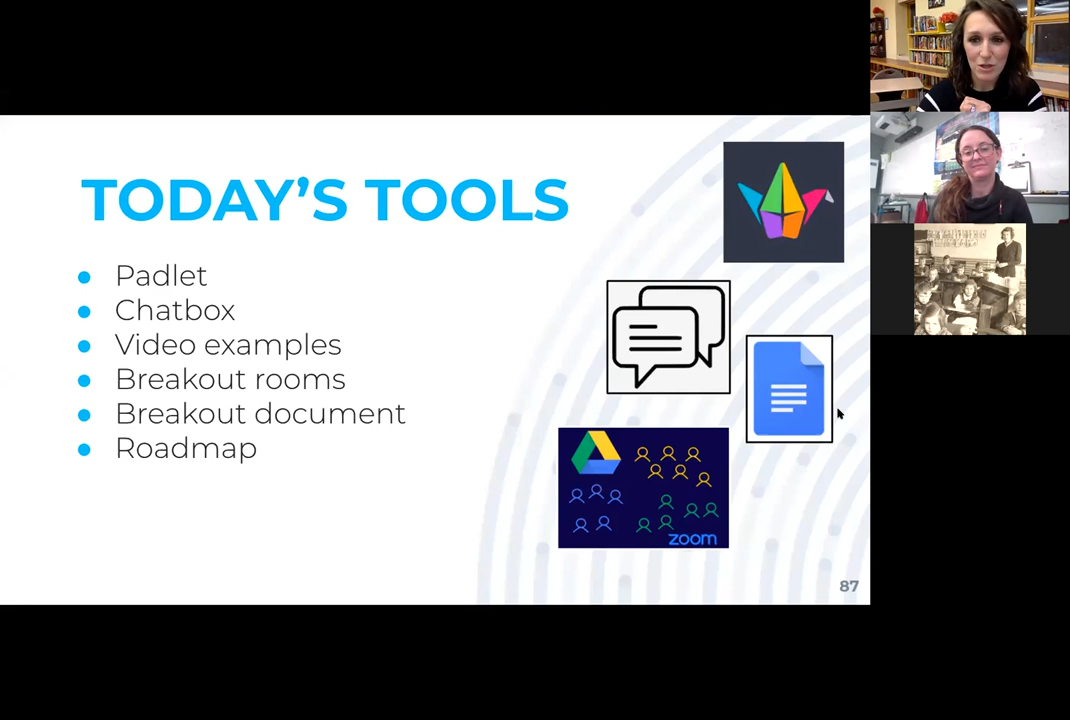 TODAY'S TOOLS
Padlet
Chatbox
Video examples
Breakout rooms
Breakout document
Roadmap
zoom
87